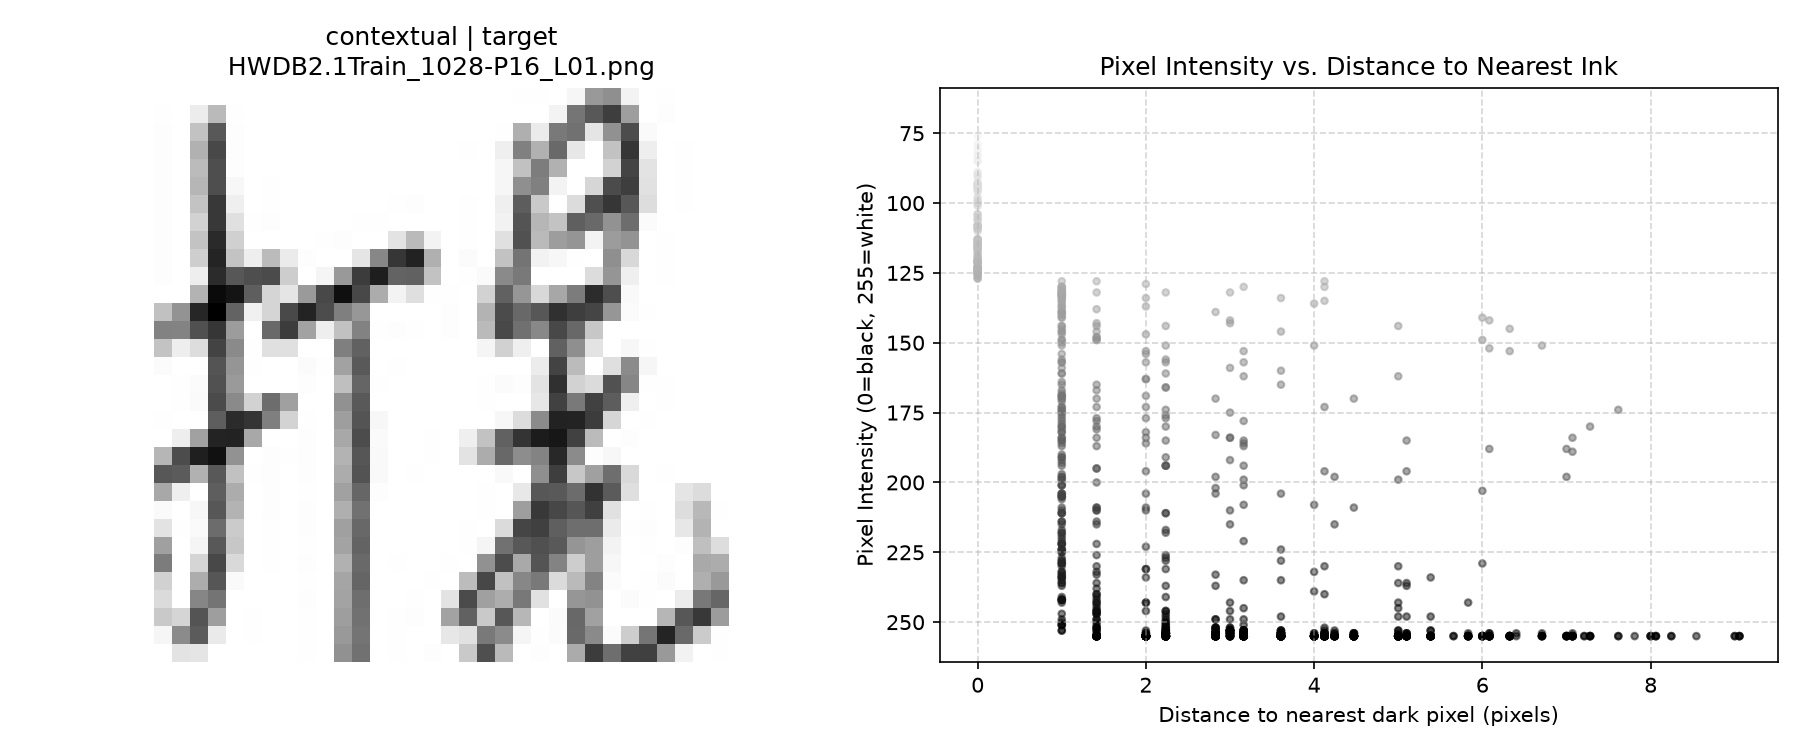 contextual | target
HWDB2.1Train_1028-P16_L01.png
Pixel Intensity vs. Distance to Nearest Ink
Pixel Intensity (0=black, 255=white)
75
100
125
150
175
200
225
250
0 2 4 6 8
Distance to nearest dark pixel (pixels)